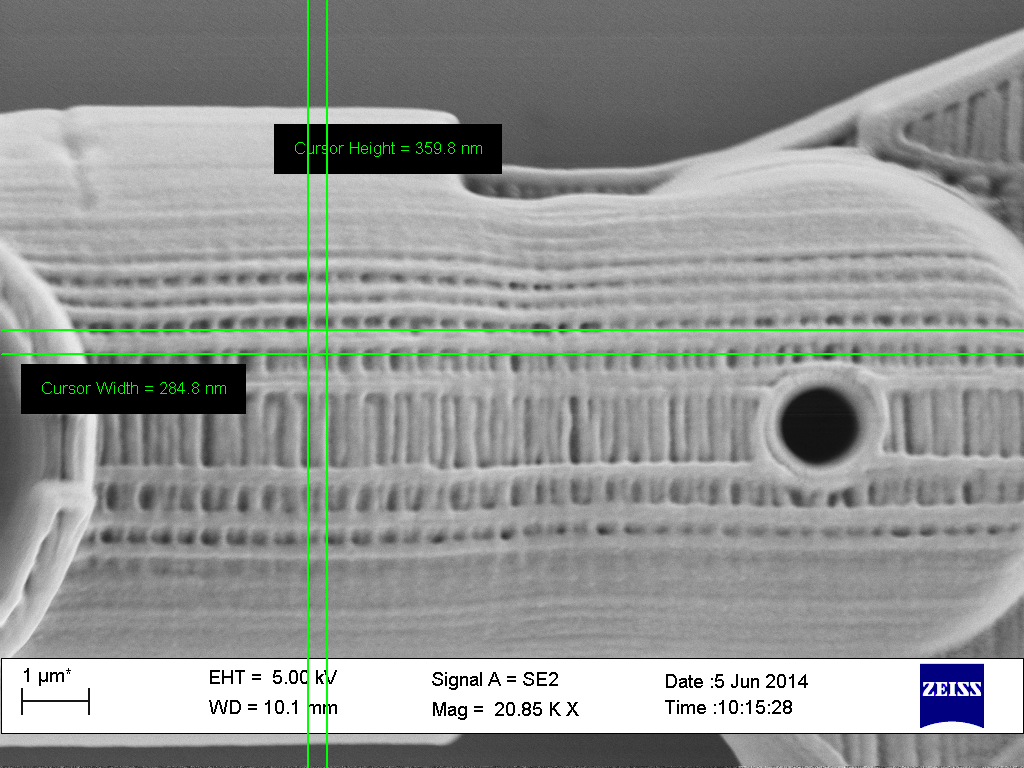 Cursor Height = 359.8 nm
Cursor Width = 284.8 nm
1 µm*
EHT = 5.00 kV
Signal A = SE2
Date :5 Jun 2014
ZEISS
WD = 10.1 mm
Mag = 20.85 K X
Time :10:15:28